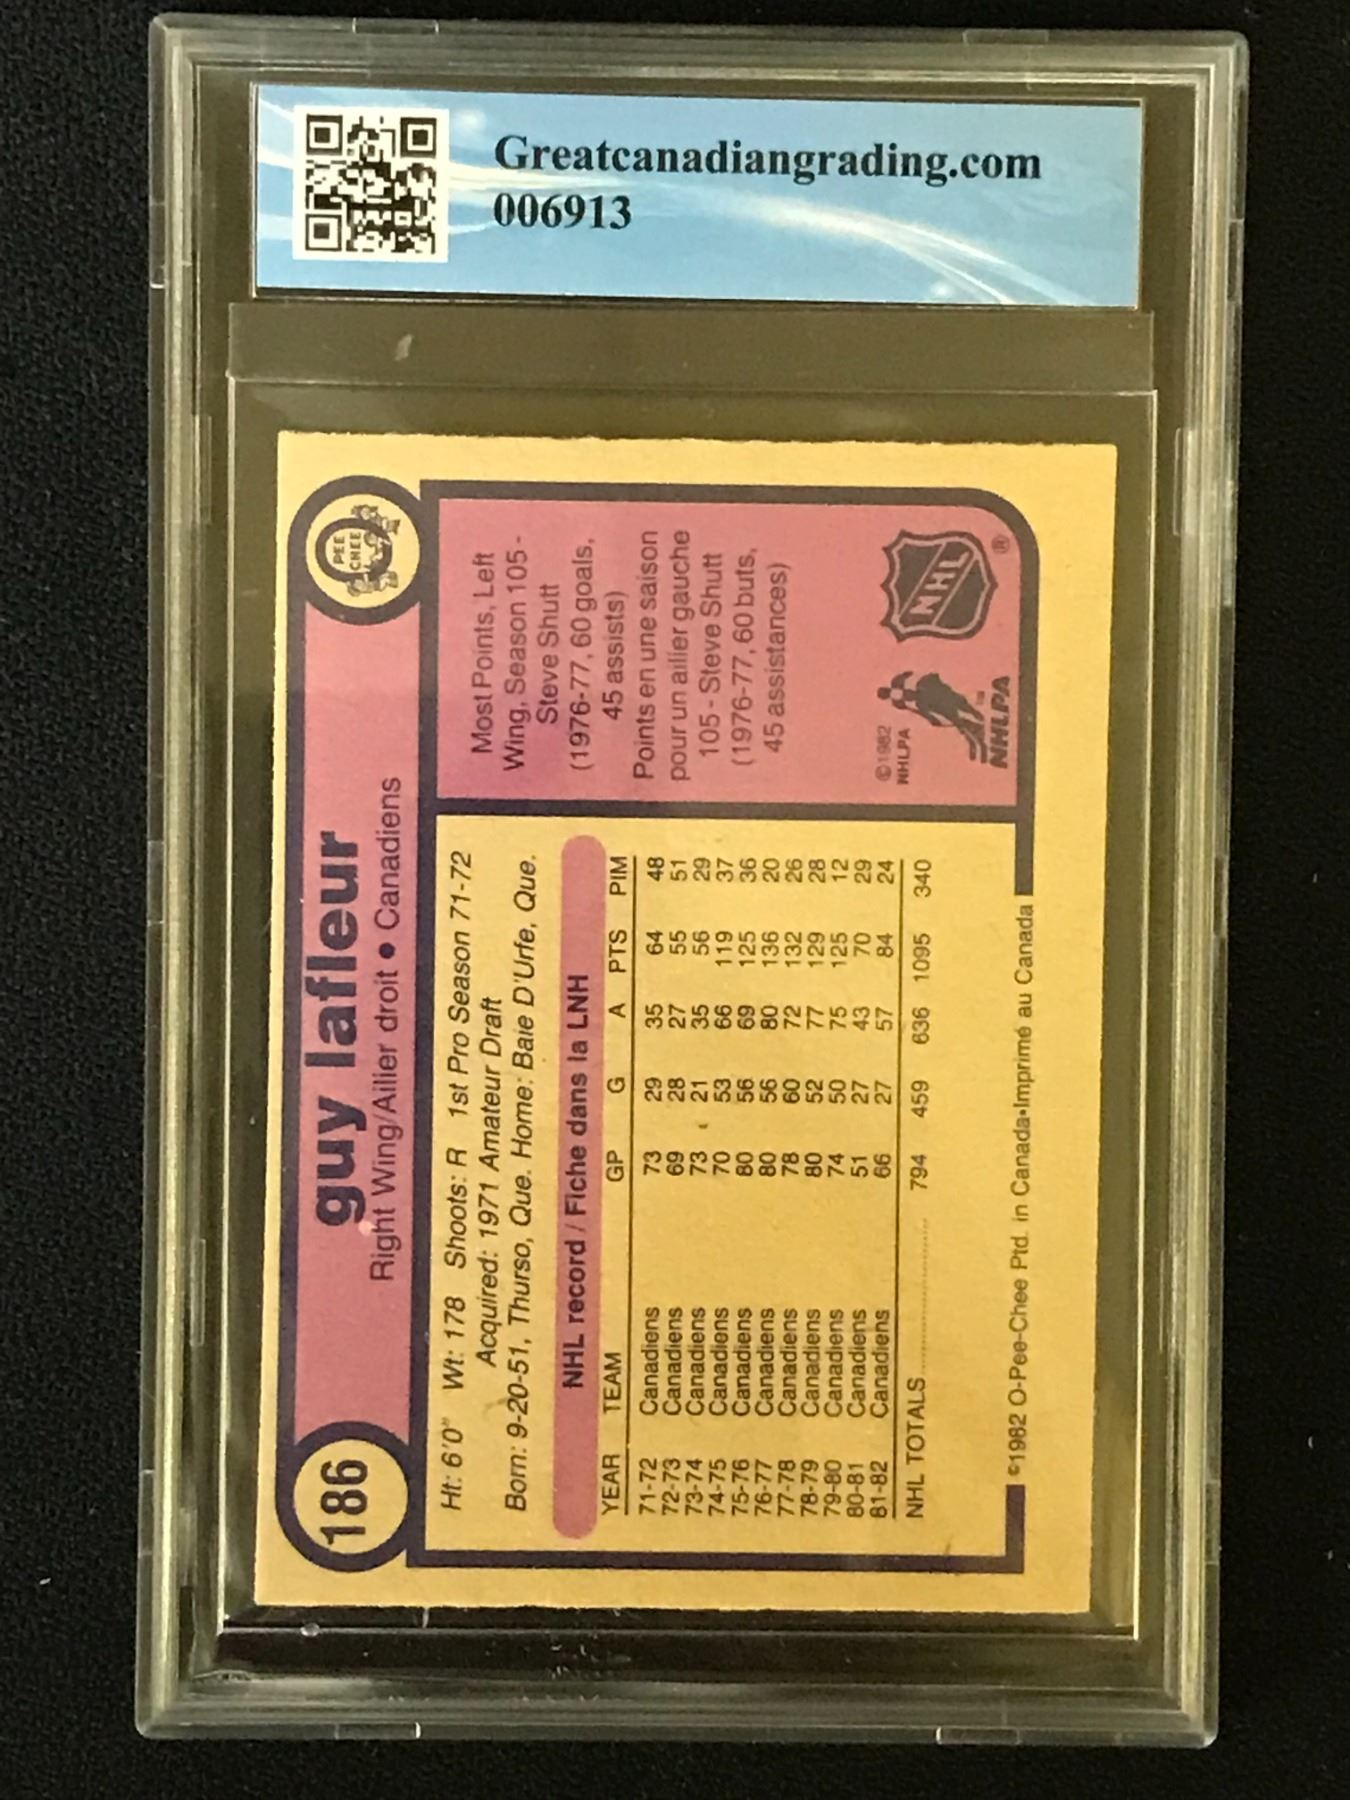 Greatcanadiangrading.com
006913
186
guy lafleur
Right Wing/Ailier droit • Canadiens
PEE
CHEE
Ht: 6'0" Wt: 178 Shoots: R 1st Pro Season 71-72
Acquired: 1971 Amateur Draft
Born: 9-20-51, Thurso, Que. Home: Baie D'Urfe, Que.
NHL record / Fiche dans la LNH
YEAR TEAM GP G A PTS PIM
71-72 Canadiens 73 29 35 64 48
72-73 Canadiens 69 28 27 55 51
73-74 Canadiens 73 21 35 56 29
74-75 Canadiens 70 53 66 119 37
75-76 Canadiens 80 56 69 125 36
76-77 Canadiens 80 56 80 136 20
77-78 Canadiens 78 60 72 132 26
78-79 Canadiens 80 52 77 129 28
79-80 Canadiens 74 50 75 125 12
80-81 Canadiens 51 27 43 70 29
81-82 Canadiens 66 27 57 84 24
NHL TOTALS.................. 794 459 636 1095 340
©1982 O-Pee-Chee Ptd. in Canada•Imprimé au Canada
Most Points, Left
Wing, Season 105 -
Steve Shutt
(1976-77, 60 goals,
45 assists)
Points en une saison
pour un ailier gauche
105 - Steve Shutt
(1976-77, 60 buts,
45 assistances)
©1982
NHLPA
NHLPA
TM
NHL
®